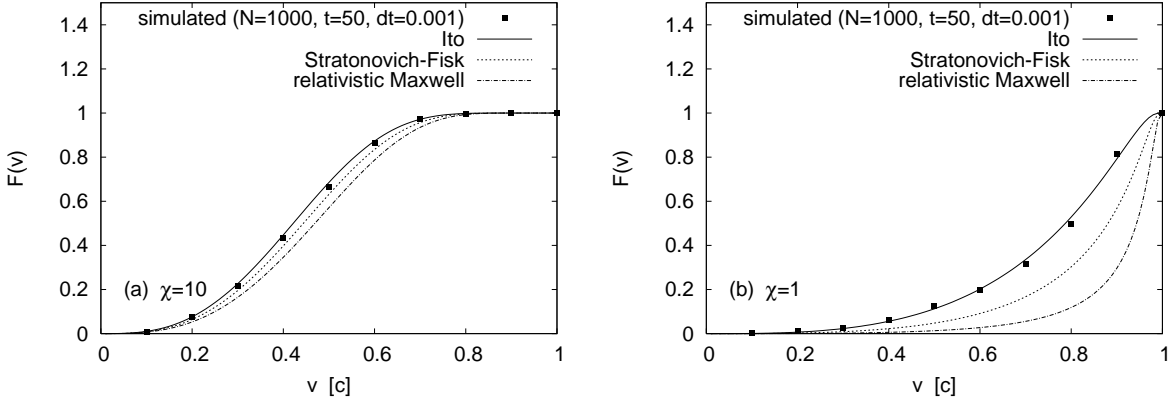 simulated (N=1000, t=50, dt=0.001)
Ito
Stratonovich-Fisk
relativistic Maxwell
1.4
1.2
1
0.8
0.6
0.4
0.2
0
F(v)
(a) χ=10
0 0.2 0.4 0.6 0.8 1
v [c]
simulated (N=1000, t=50, dt=0.001)
Ito
Stratonovich-Fisk
relativistic Maxwell
1.4
1.2
1
0.8
0.6
0.4
0.2
0
F(v)
(b) χ=1
0 0.2 0.4 0.6 0.8 1
v [c]